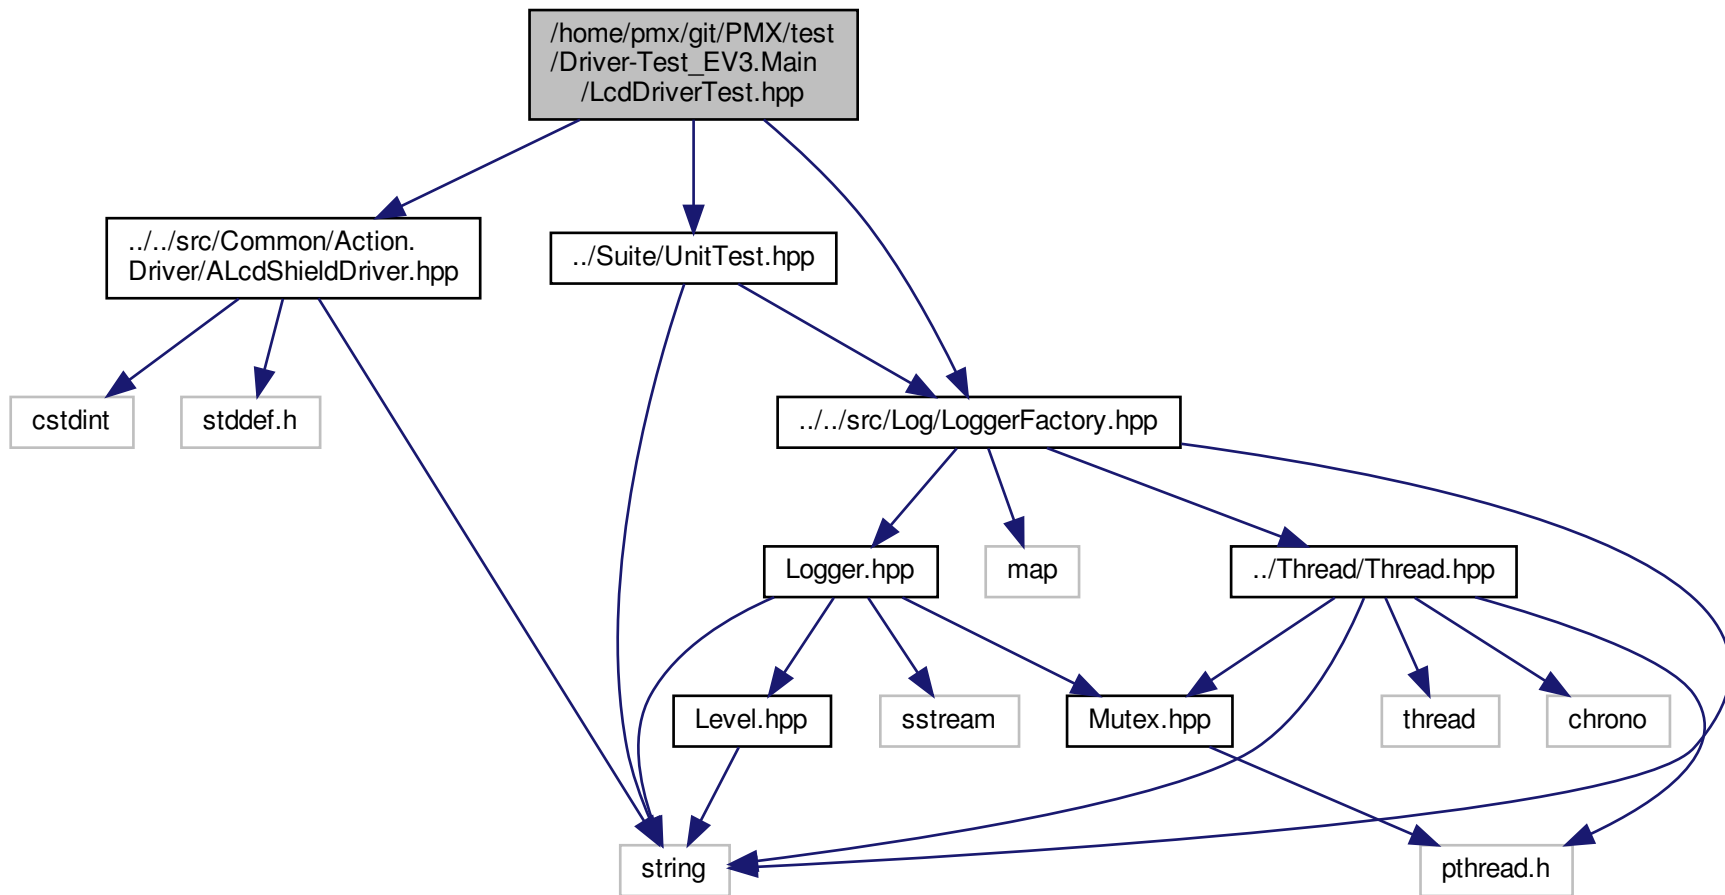 /home/pmx/git/PMX/test
/Driver-Test_EV3.Main
/LcdDriverTest.hpp
../../src/Common/Action.
Driver/ALcdShieldDriver.hpp
../Suite/UnitTest.hpp
cstdint
stddef.h
../../src/Log/LoggerFactory.hpp
Logger.hpp
map
../Thread/Thread.hpp
Level.hpp
sstream
Mutex.hpp
thread
chrono
string
pthread.h